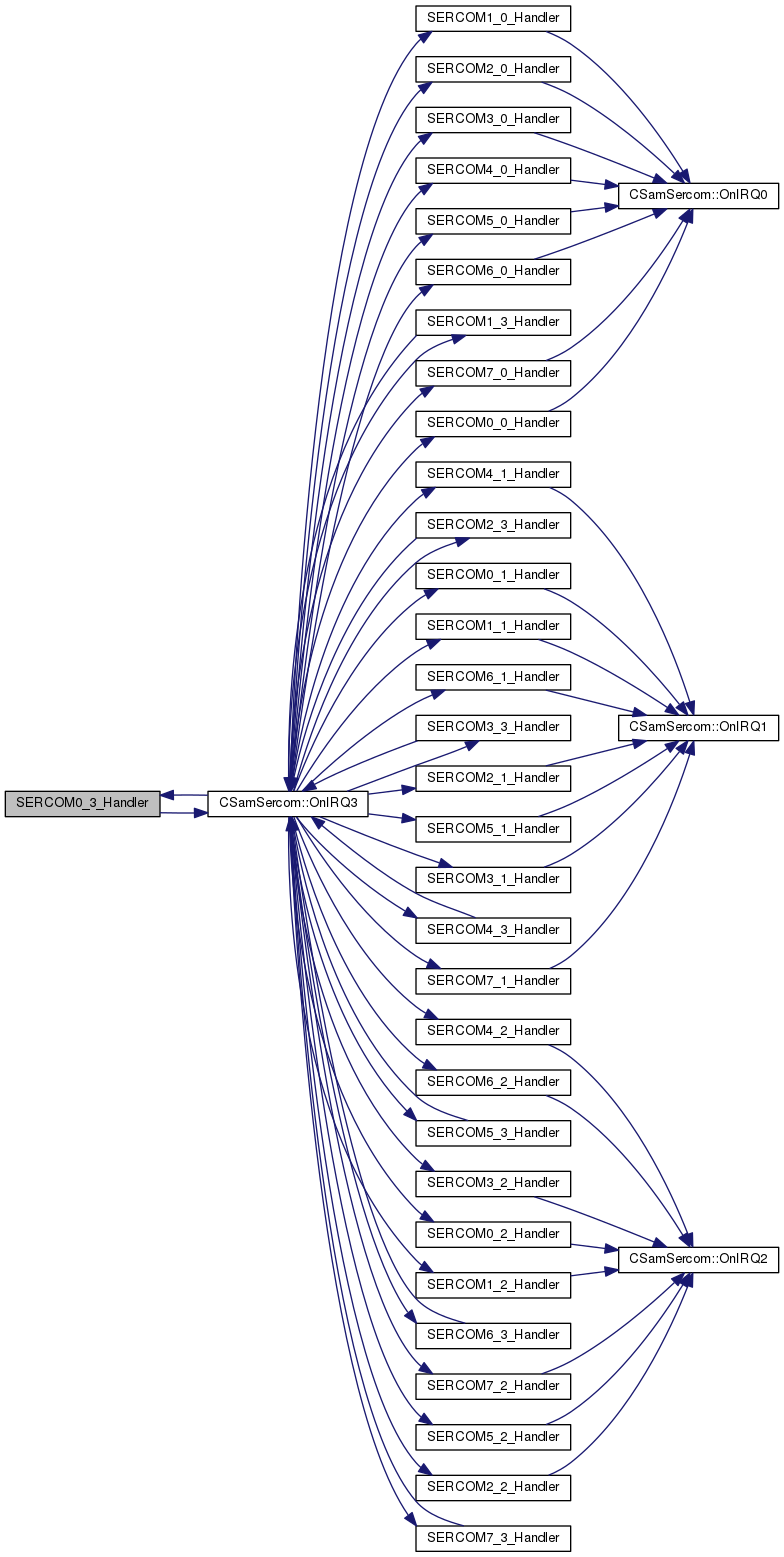 SERCOM1_0_Handler
SERCOM2_0_Handler
SERCOM3_0_Handler
SERCOM4_0_Handler
CSamSercom::OnIRQ0
SERCOM5_0_Handler
SERCOM6_0_Handler
SERCOM1_3_Handler
SERCOM7_0_Handler
SERCOM0_0_Handler
SERCOM4_1_Handler
SERCOM2_3_Handler
SERCOM0_1_Handler
SERCOM1_1_Handler
SERCOM6_1_Handler
SERCOM3_3_Handler
CSamSercom::OnIRQ1
SERCOM2_1_Handler
SERCOM0_3_Handler
CSamSercom::OnIRQ3
SERCOM5_1_Handler
SERCOM3_1_Handler
SERCOM4_3_Handler
SERCOM7_1_Handler
SERCOM4_2_Handler
SERCOM6_2_Handler
SERCOM5_3_Handler
SERCOM3_2_Handler
SERCOM0_2_Handler
CSamSercom::OnIRQ2
SERCOM1_2_Handler
SERCOM6_3_Handler
SERCOM7_2_Handler
SERCOM5_2_Handler
SERCOM2_2_Handler
SERCOM7_3_Handler